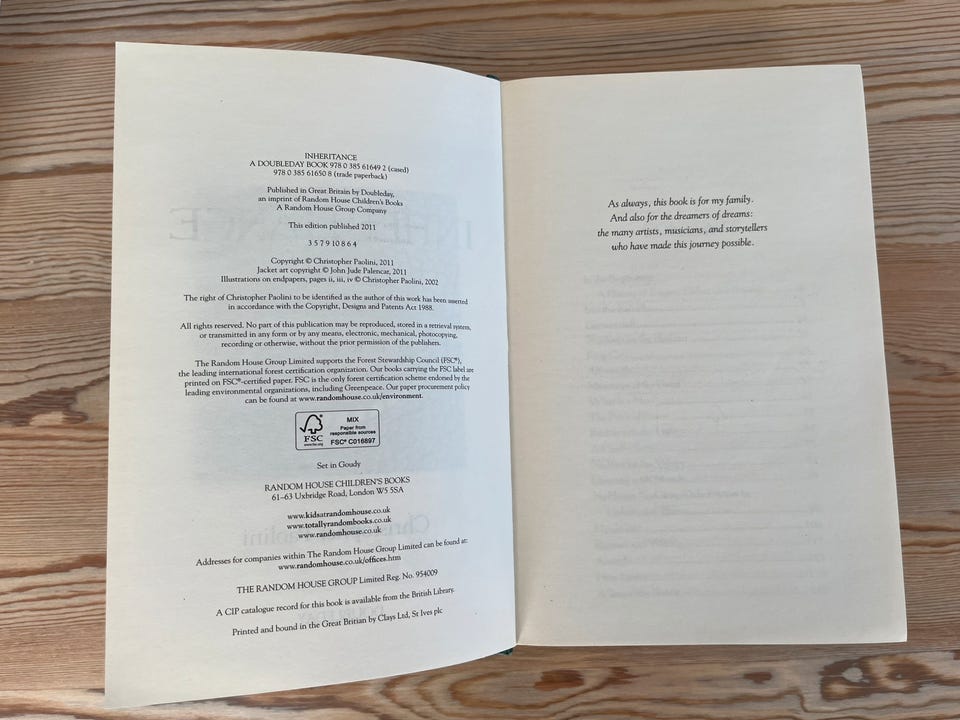 INHERITANCE
A DOUBLEDAY BOOK 978 0 385 61649 2 (cased)
978 0 385 61650 8 (trade paperback)
Published in Great Britain by Doubleday,
an imprint of Random House Children's Books
A Random House Group Company
This edition published 2011
3 5 7 9 10 8 6 4
Copyright © Christopher Paolini, 2011
Jacket art copyright © John Jude Palencar, 2011
Illustrations on endpapers, pages ii, iii, iv © Christopher Paolini, 2002
The right of Christopher Paolini to be identified as the author of this work has been asserted
in accordance with the Copyright, Designs and Patents Act 1988.
All rights reserved. No part of this publication may be reproduced, stored in a retrieval system,
or transmitted in any form or by any means, electronic, mechanical, photocopying,
recording or otherwise, without the prior permission of the publishers.
The Random House Group Limited supports the Forest Stewardship Council (FSC®),
the leading international forest certification organization. Our books carrying the FSC label are
printed on FSC®-certified paper. FSC is the only forest certification scheme endorsed by the
leading environmental organizations, including Greenpeace. Our paper procurement policy
can be found at www.randomhouse.co.uk/environment.
FSC
www.fsc.org
MIX
Paper from
responsible sources
FSC® C016897
Set in Goudy
RANDOM HOUSE CHILDREN'S BOOKS
61–63 Uxbridge Road, London W5 5SA
www.kidsatrandomhouse.co.uk
www.totallyrandombooks.co.uk
www.randomhouse.co.uk
Addresses for companies within The Random House Group Limited can be found at:
www.randomhouse.co.uk/offices.htm
THE RANDOM HOUSE GROUP Limited Reg. No. 954009
A CIP catalogue record for this book is available from the British Library.
Printed and bound in the Great Britian by Clays Ltd, St Ives plc
As always, this book is for my family.
And also for the dreamers of dreams:
the many artists, musicians, and storytellers
who have made this journey possible.